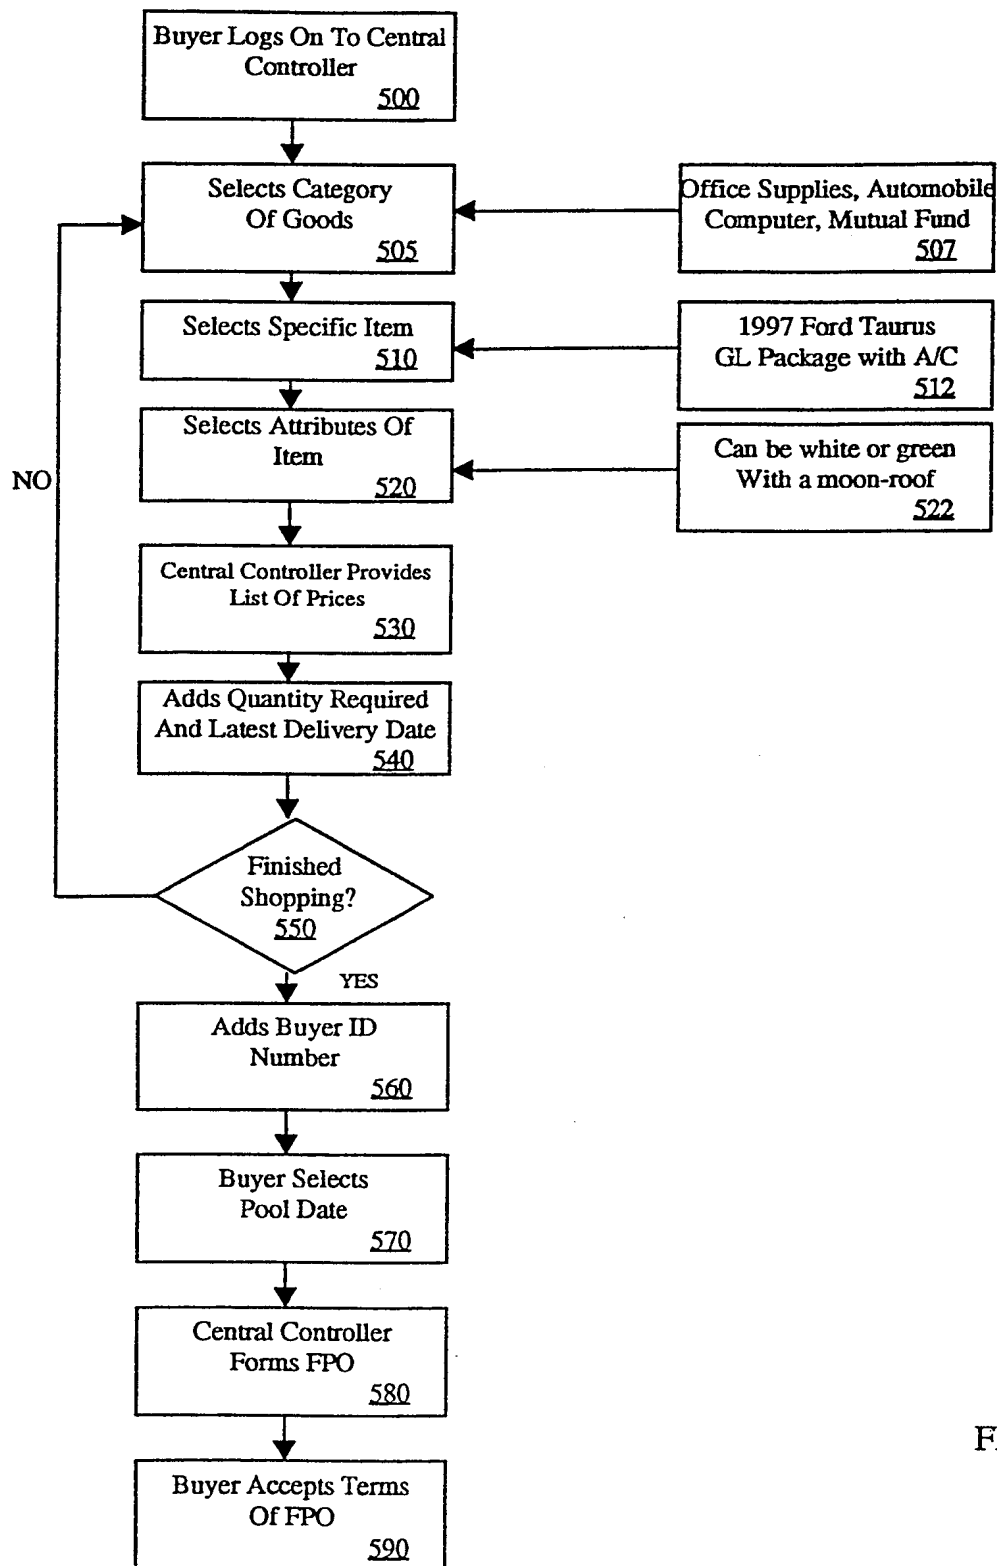 Buyer Logs On To Central
Controller
500
Selects Category
Of Goods
505
Office Supplies, Automobile
Computer, Mutual Fund
507
Selects Specific Item
510
1997 Ford Taurus
GL Package with A/C
512
Selects Attributes Of
Item
520
Can be white or green
With a moon-roof
522
NO
Central Controller Provides
List Of Prices
530
Adds Quantity Required
And Latest Delivery Date
540
Finished
Shopping?
550
YES
Adds Buyer ID
Number
560
Buyer Selects
Pool Date
570
Central Controller
Forms FPO
580
Buyer Accepts Terms
Of FPO
590